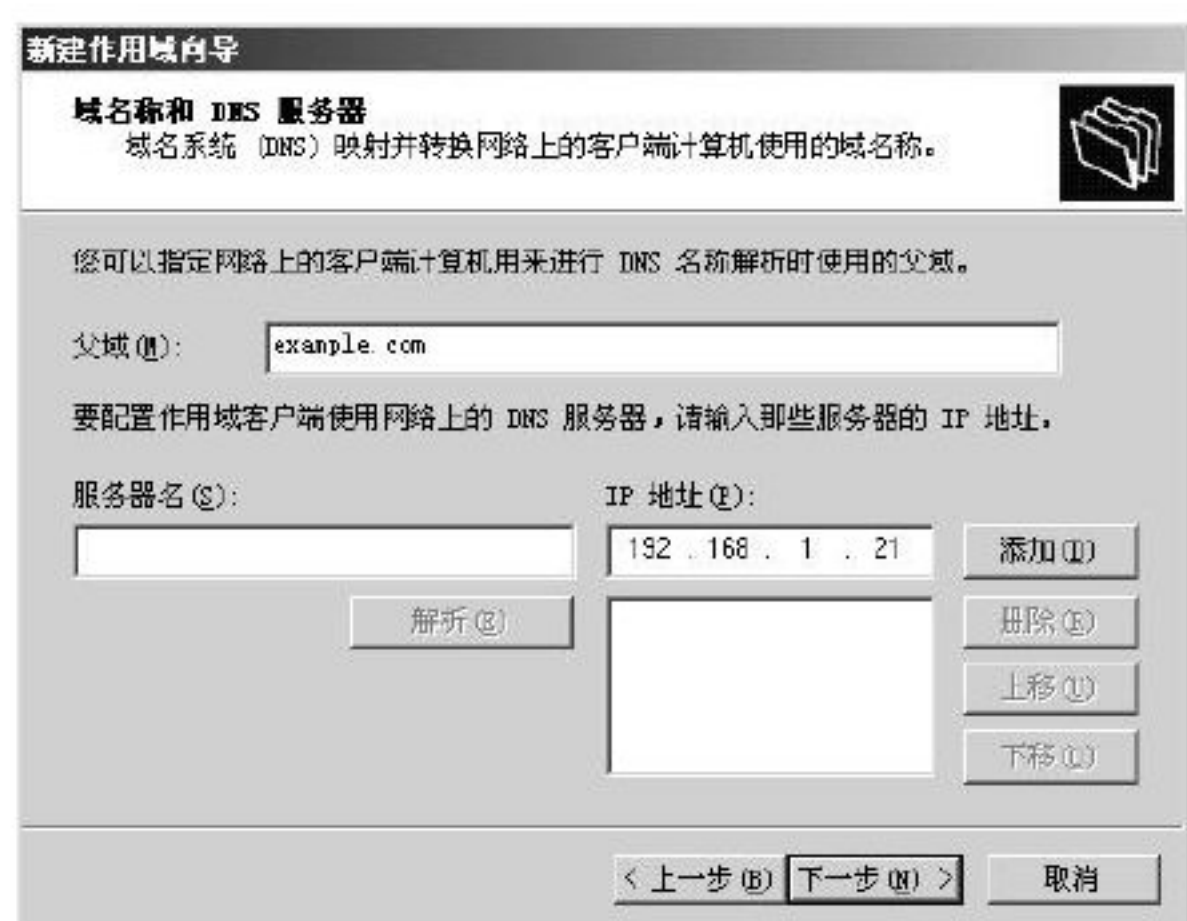 新建作用域向导
域名称和 DNS 服务器
域名系统 (DNS) 映射并转换网络上的客户端计算机使用的域名称。
您可以指定网络上的客户端计算机用来进行 DNS 名称解析时使用的父域。
父域(M): example.com
要配置作用域客户端使用网络上的 DNS 服务器，请输入那些服务器的 IP 地址。
服务器名(S): IP 地址(P):
192 . 168 . 1 . 21 添加(D)
解析(E) 删除(R)
上移(U)
下移(O)
< 上一步(B) 下一步(N) > 取消